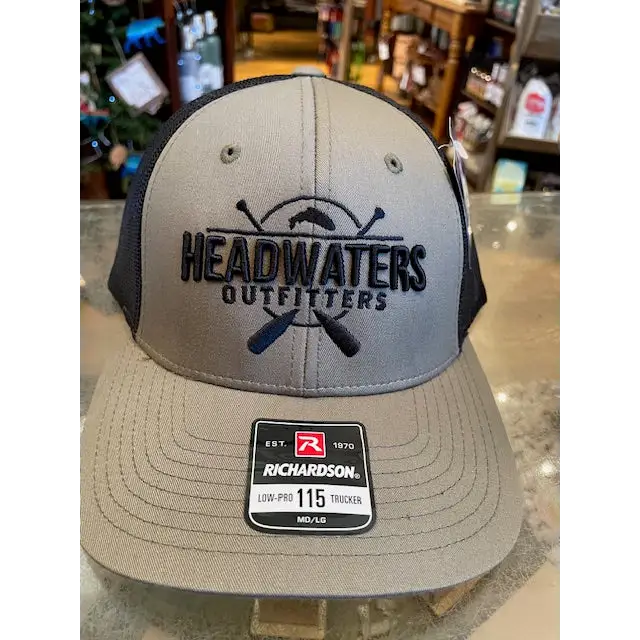 HEADWATERS
OUTFITTERS
EST. R 1970
RICHARDSON®
LOW-PRO 115 TRUCKER
MD/LG